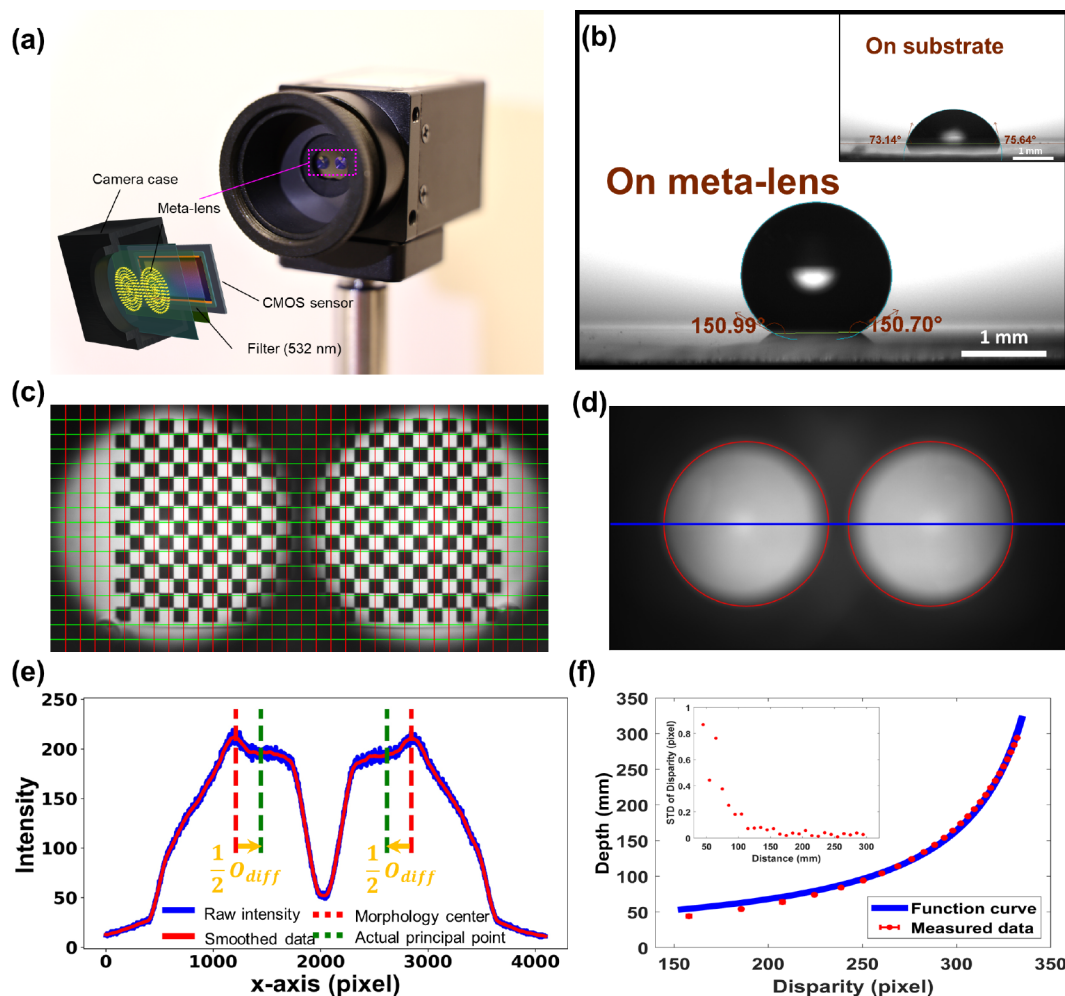 (a)
Camera case
Meta-lens
CMOS sensor
Filter (532 nm)
(b)
On substrate
73.14°
75.64°
1 mm
On meta-lens
150.99°
150.70°
1 mm
(c)
(d)
(e)
Intensity
250
200
150
100
50
0
1/2 O_diff
1/2 O_diff
Raw intensity
Smoothed data
Morphology center
Actual principal point
0 1000 2000 3000 4000
x-axis (pixel)
(f)
Depth (mm)
350
300
250
200
150
100
50
0
STD of Disparity (pixel)
1
0.8
0.6
0.4
0.2
0
50 100 150 200 250 300
Distance (mm)
Function curve
Measured data
150 200 250 300 350
Disparity (pixel)